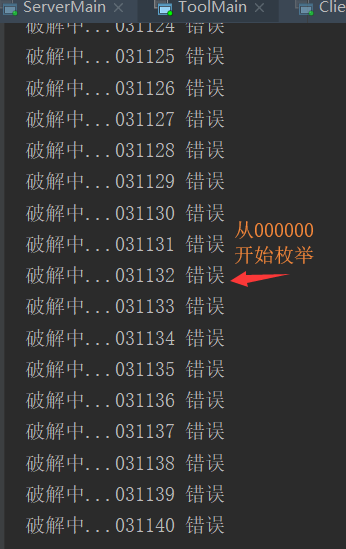 ServerMain × ToolMain × Clie
破解中...031124 错误
破解中...031125 错误
破解中...031126 错误
破解中...031127 错误
破解中...031128 错误
破解中...031129 错误
破解中...031130 错误
破解中...031131 错误
从000000
开始枚举
破解中...031132 错误
破解中...031133 错误
破解中...031134 错误
破解中...031135 错误
破解中...031136 错误
破解中...031137 错误
破解中...031138 错误
破解中...031139 错误
破解中...031140 错误